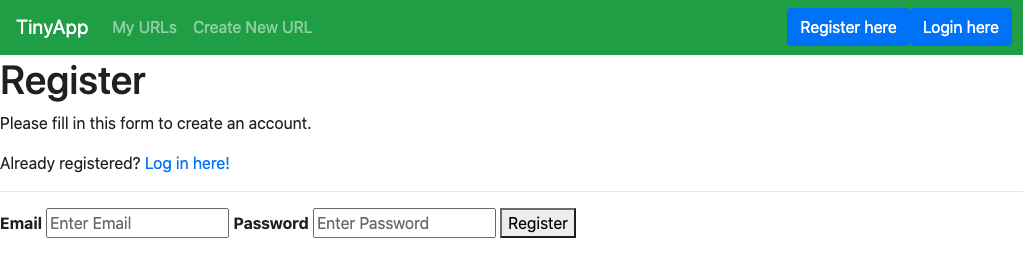 TinyApp My URLs Create New URL Register here Login here
Register
Please fill in this form to create an account.
Already registered? Log in here!
Email Enter Email Password Enter Password Register